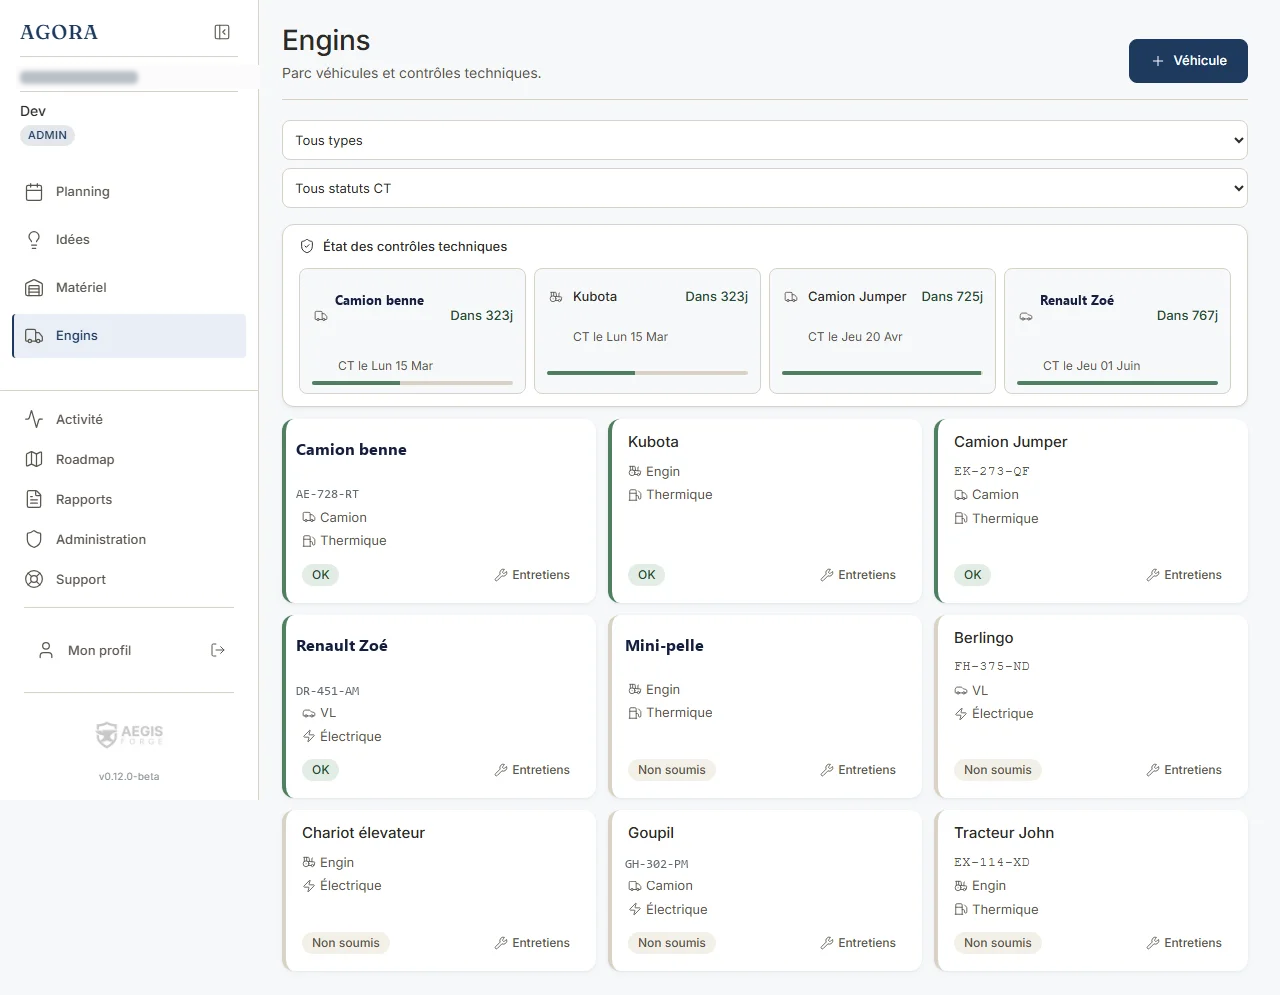 AGORA
Dev
ADMIN
Planning
Idées
Matériel
Engins
Activité
Roadmap
Rapports
Administration
Support
Mon profil
AEGIS
FORGE
v0.12.0-beta
Engins
Parc véhicules et contrôles techniques.
+ Véhicule
Tous types
Tous statuts CT
État des contrôles techniques
Camion benne
Dans 323j
CT le Lun 15 Mar
Kubota
Dans 323j
CT le Lun 15 Mar
Camion Jumper
Dans 725j
CT le Jeu 20 Avr
Renault Zoé
Dans 767j
CT le Jeu 01 Juin
Camion benne
AE-728-RT
Camion
Thermique
OK
Entretiens
Kubota
Engin
Thermique
OK
Entretiens
Camion Jumper
EK-273-QF
Camion
Thermique
OK
Entretiens
Renault Zoé
DR-451-AM
VL
Électrique
OK
Entretiens
Mini-pelle
Engin
Thermique
Non soumis
Entretiens
Berlingo
FH-375-ND
VL
Électrique
Non soumis
Entretiens
Chariot élevateur
Engin
Électrique
Non soumis
Entretiens
Goupil
GH-302-PM
Camion
Électrique
Non soumis
Entretiens
Tracteur John
EX-114-XD
Engin
Thermique
Non soumis
Entretiens